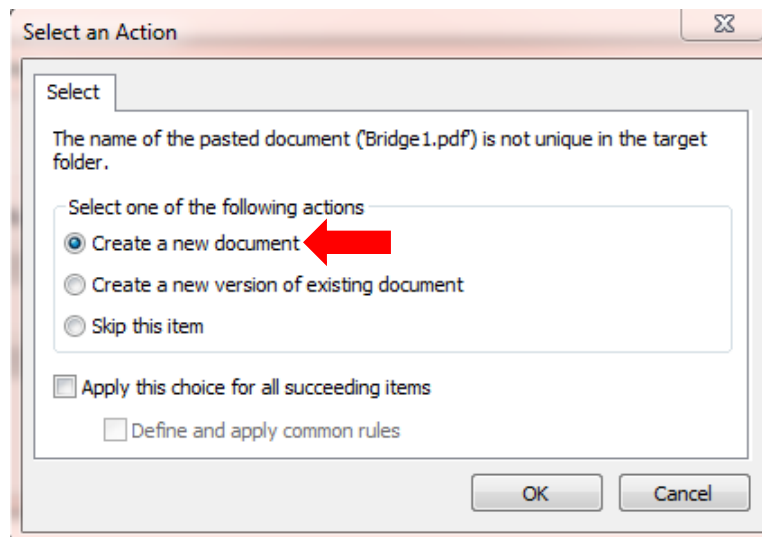 Select an Action
Select
The name of the pasted document ('Bridge1.pdf') is not unique in the target
folder.
Select one of the following actions
Create a new document
Create a new version of existing document
Skip this item
Apply this choice for all succeeding items
Define and apply common rules
OK Cancel